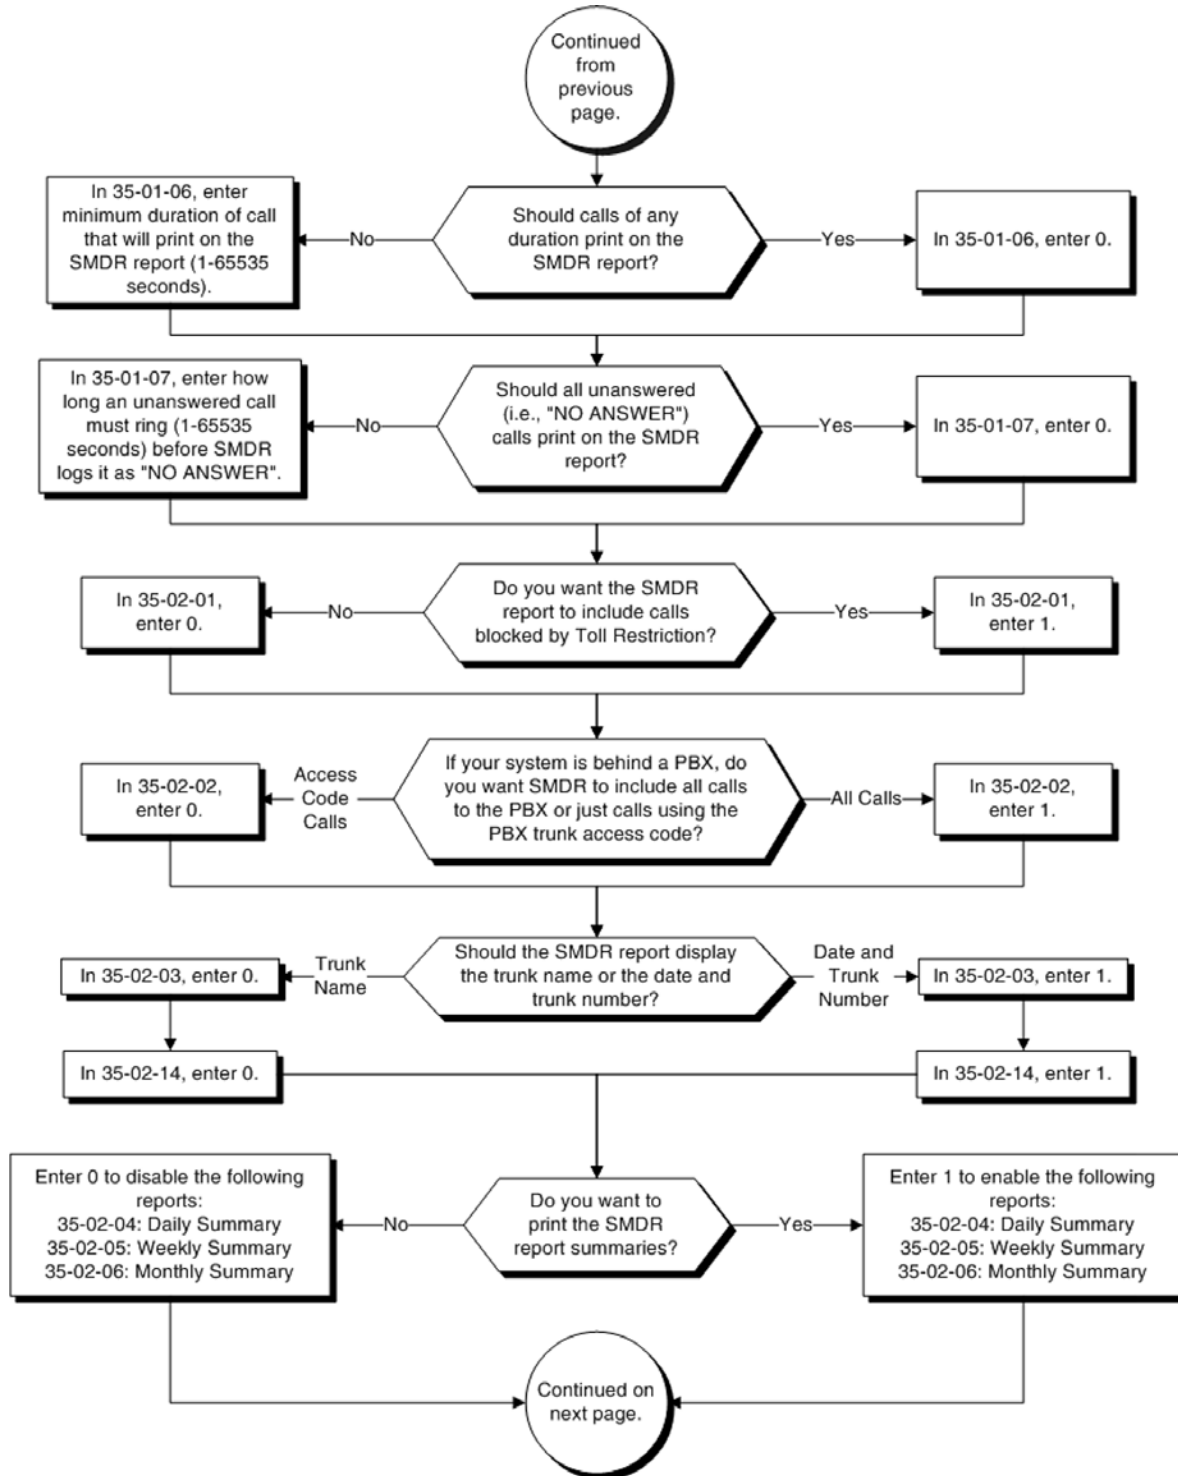 Continued
from
previous
page.
In 35-01-06, enter
minimum duration of call
that will print on the
SMDR report (1-65535
seconds).
No
Should calls of any
duration print on the
SMDR report?
Yes
In 35-01-06, enter 0.
In 35-01-07, enter how
long an unanswered call
must ring (1-65535
seconds) before SMDR
logs it as "NO ANSWER".
No
Should all unanswered
(i.e., "NO ANSWER")
calls print on the SMDR
report?
Yes
In 35-01-07, enter 0.
In 35-02-01,
enter 0.
No
Do you want the SMDR
report to include calls
blocked by Toll Restriction?
Yes
In 35-02-01,
enter 1.
In 35-02-02,
enter 0.
Access
Code
Calls
If your system is behind a PBX, do
you want SMDR to include all calls
to the PBX or just calls using the
PBX trunk access code?
All Calls
In 35-02-02,
enter 1.
In 35-02-03, enter 0.
Trunk
Name
Should the SMDR report display
the trunk name or the date and
trunk number?
Date and
Trunk
Number
In 35-02-03, enter 1.
In 35-02-14, enter 0.
In 35-02-14, enter 1.
Enter 0 to disable the following
reports:
35-02-04: Daily Summary
35-02-05: Weekly Summary
35-02-06: Monthly Summary
No
Do you want to
print the SMDR
report summaries?
Yes
Enter 1 to enable the following
reports:
35-02-04: Daily Summary
35-02-05: Weekly Summary
35-02-06: Monthly Summary
Continued on
next page.